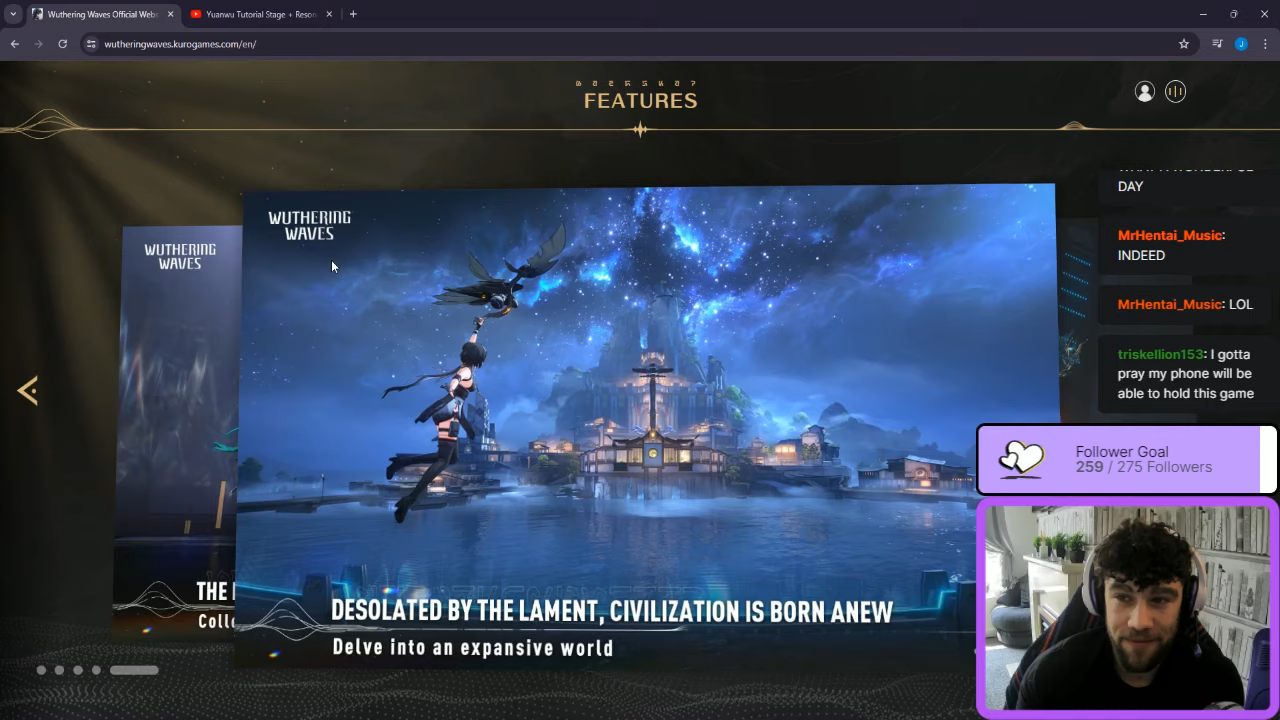 Wuthering Waves Official Webs
Yuanwu Tutorial Stage + Reson
wutheringwaves.kurogames.com/en/
J
FEATURES
DAY
MrHentai_Music:
INDEED
MrHentai_Music: LOL
triskellion153: I gotta
pray my phone will be
able to hold this game
Follower Goal
259 / 275 Followers
WUTHERING
WAVES
WUTHERING
WAVES
THE
Colle
DESOLATED BY THE LAMENT, CIVILIZATION IS BORN ANEW
Delve into an expansive world